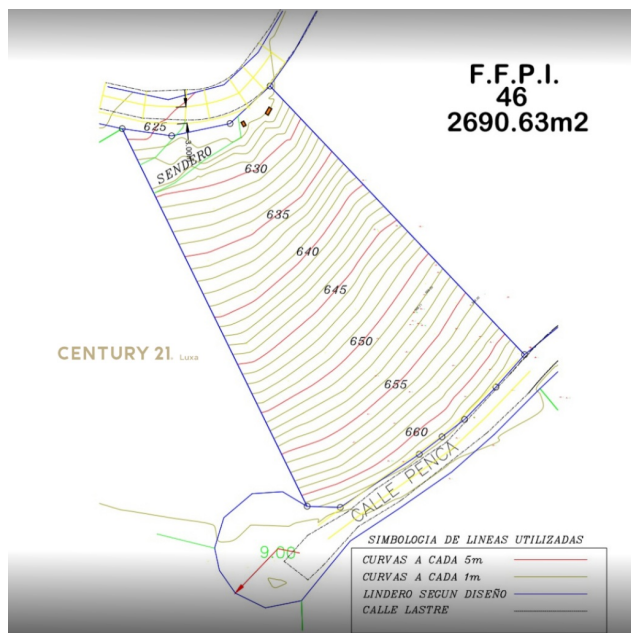 F.F.P.I.
46
2690.63m2
625
SENDERO
630
635
640
645
650
655
660
CENTURY 21. Luxa
CALLE PENCA
9.00
SIMBOLOGIA DE LINEAS UTILIZADAS
CURVAS A CADA 5m
CURVAS A CADA 1m
LINDERO SEGUN DISEÑO
CALLE LASTRE